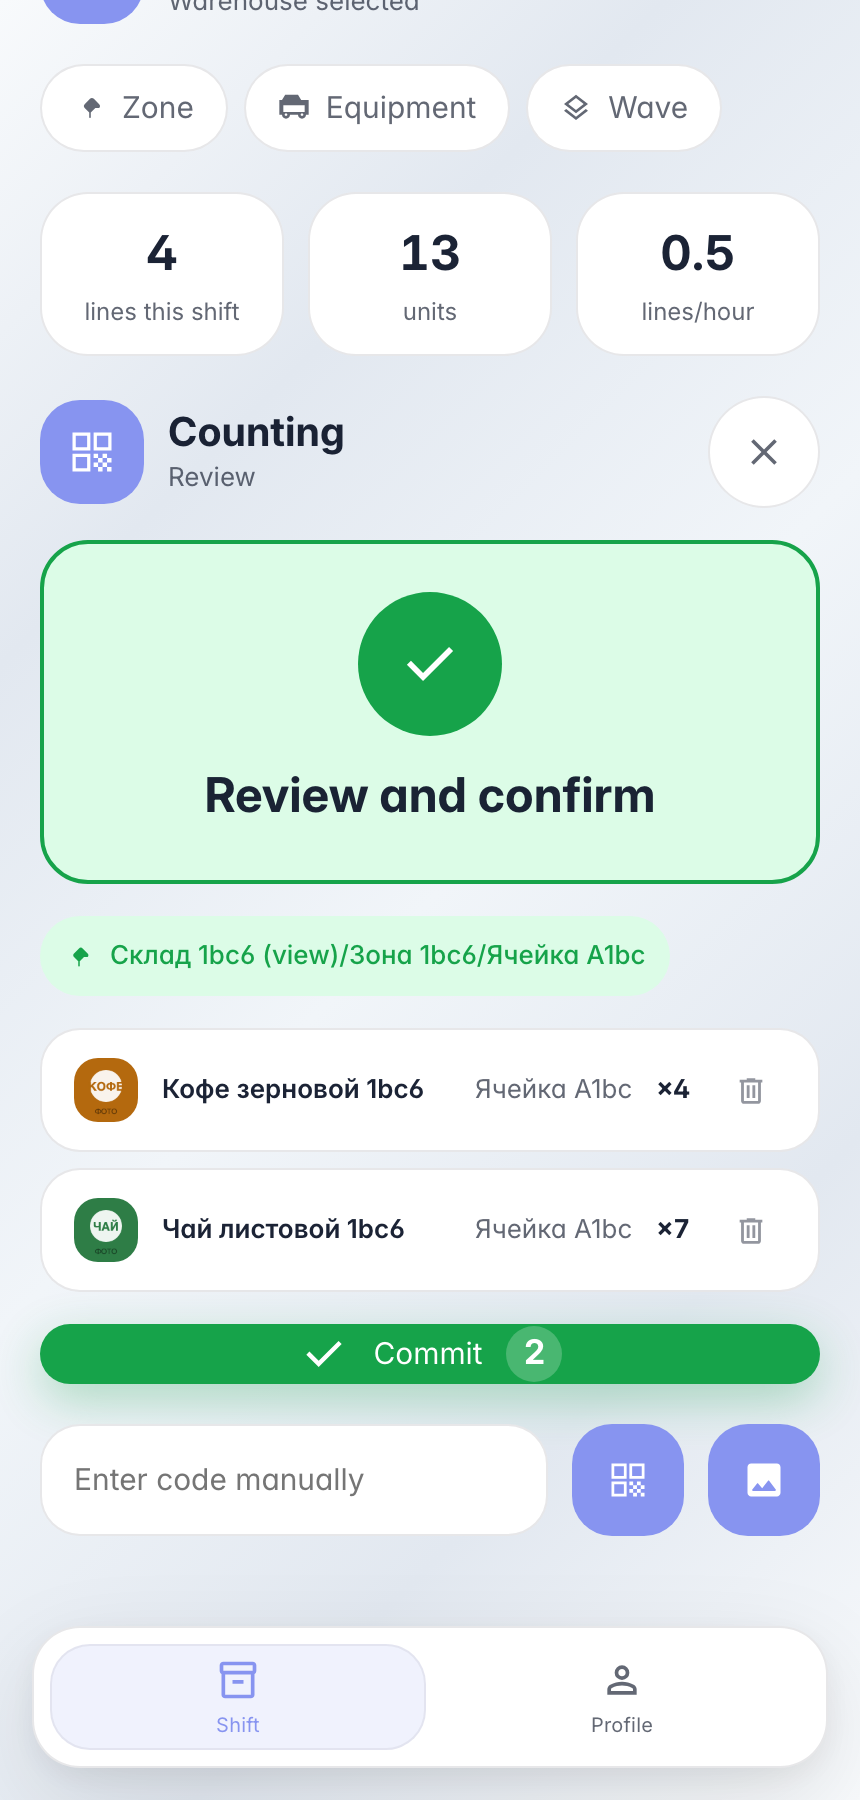 Warehouse selected
Zone
Equipment
Wave
4
13
0.5
lines this shift
units
lines/hour
Counting
Review
Review and confirm
Склад 1bc6 (view)/Зона 1bc6/Ячейка A1bc
КОФЕ
ФОТО
Кофе зерновой 1bc6
Ячейка A1bc
×4
ЧАЙ
ФОТО
Чай листовой 1bc6
Ячейка A1bc
×7
Commit
2
Enter code manually
Shift
Profile